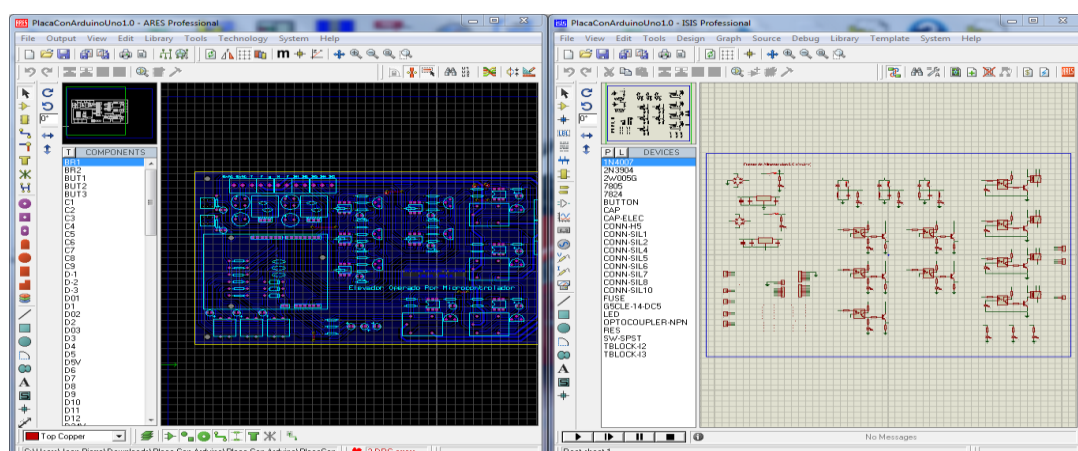 PlacaConArduinoUno1.0 - ARES Professional
File Output View Edit Library Tools Technology System Help
0°
T COMPONENTS
BR1
BR2
BUT1
BUT2
BUT3
C1
C2
C3
C4
C5
C6
C7
C8
C9
D-1
D-2
D-3
D01
D1
D02
D2
D03
D3
D4
D5
D5V
D6
D7
D8
D9
D10
D11
D12
Elevador Operado Por Microcontrolador
Top Copper
PlacaConArduinoUno1.0 - ISIS Professional
File View Edit Tools Design Graph Source Debug Library Template System Help
0°
P L DEVICES
1N4007
2N3904
2W005G
7805
7824
BUTTON
CAP
CAP-ELEC
CONN-H5
CONN-SIL1
CONN-SIL2
CONN-SIL4
CONN-SIL5
CONN-SIL6
CONN-SIL7
CONN-SIL8
CONN-SIL10
FUSE
G5CLE-14-DC5
LED
OPTOCOUPLER-NPN
RES
SW-SPST
TBLOCK-I2
TBLOCK-I3
No Messages